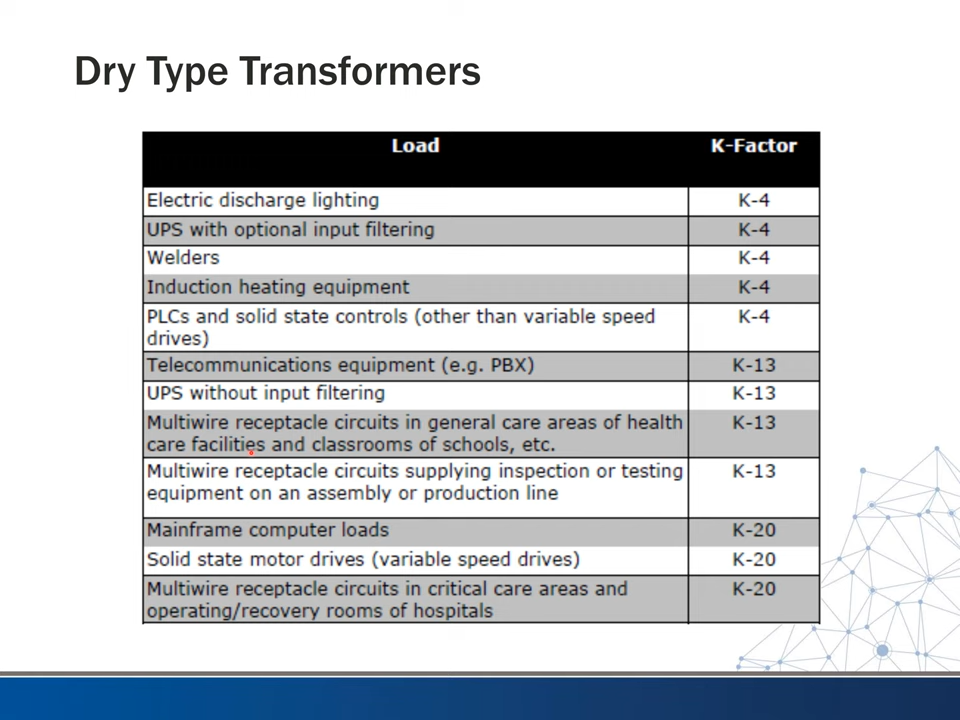 Dry Type Transformers
Load K-Factor
Electric discharge lighting K-4
UPS with optional input filtering K-4
Welders K-4
Induction heating equipment K-4
PLCs and solid state controls (other than variable speed K-4
drives)
Telecommunications equipment (e.g. PBX) K-13
UPS without input filtering K-13
Multiwire receptacle circuits in general care areas of health K-13
care facilities and classrooms of schools, etc.
Multiwire receptacle circuits supplying inspection or testing K-13
equipment on an assembly or production line
Mainframe computer loads K-20
Solid state motor drives (variable speed drives) K-20
Multiwire receptacle circuits in critical care areas and K-20
operating/recovery rooms of hospitals